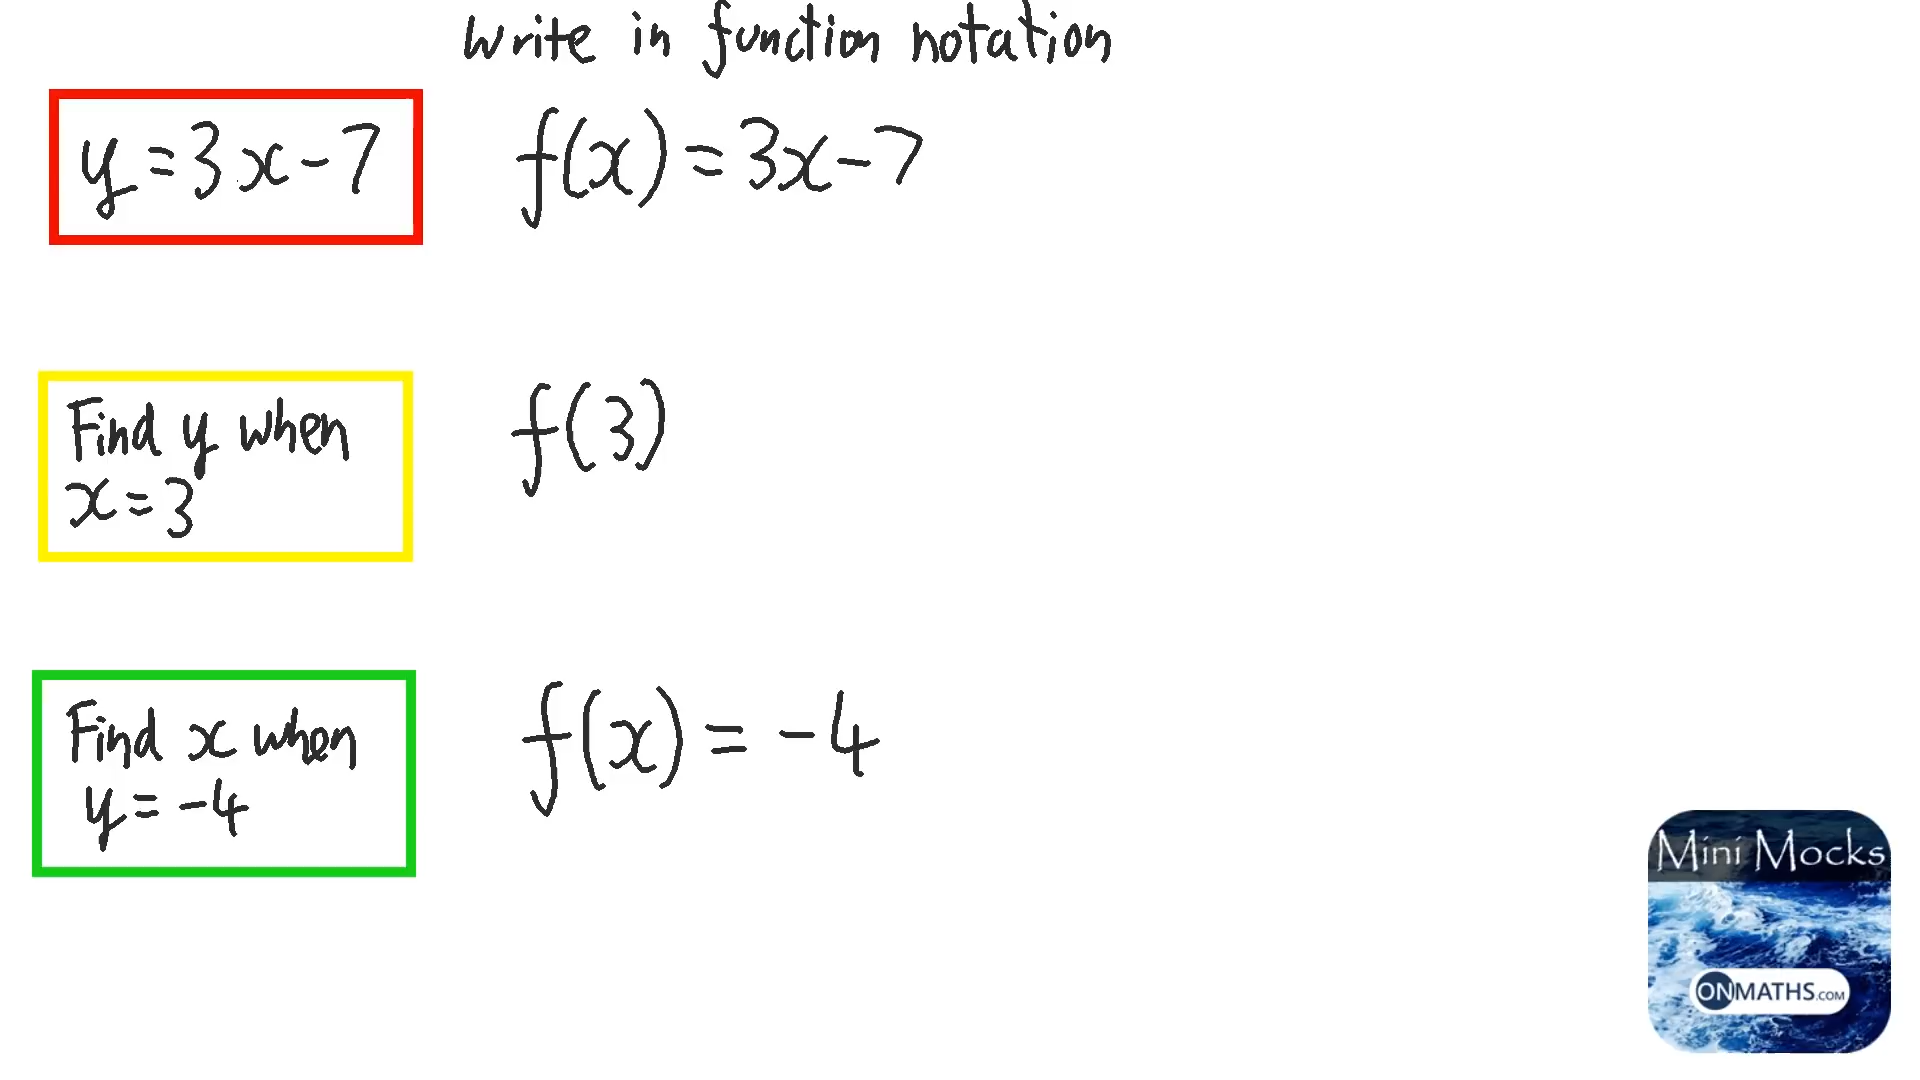 Write in function notation
y = 3x - 7
f(x) = 3x - 7
Find y when
x = 3
f(3)
Find x when
y = -4
f(x) = -4
Mini Mocks
ONMATHS.COM